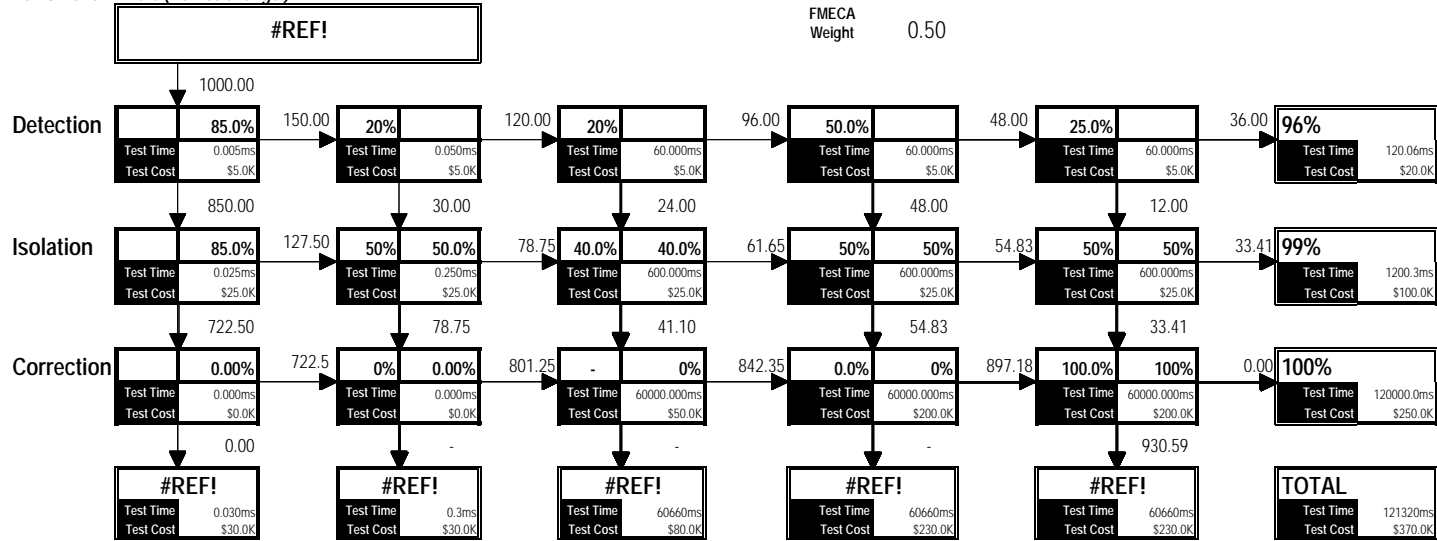 #REF!
FMECA
Weight 0.50
1000.00
Detection 85.0% 150.00 20% 120.00 20% 96.00 50.0% 48.00 25.0% 36.00 96%
Test Time 0.005ms Test Time 0.050ms Test Time 60.000ms Test Time 60.000ms Test Time 60.000ms Test Time 120.06ms
Test Cost $5.0K Test Cost $5.0K Test Cost $5.0K Test Cost $5.0K Test Cost $5.0K Test Cost $20.0K
850.00 30.00 24.00 48.00 12.00
Isolation 85.0% 127.50 50% 50.0% 78.75 40.0% 40.0% 61.65 50% 50% 54.83 50% 50% 33.41 99%
Test Time 0.025ms Test Time 0.250ms Test Time 600.000ms Test Time 600.000ms Test Time 600.000ms Test Time 1200.3ms
Test Cost $25.0K Test Cost $25.0K Test Cost $25.0K Test Cost $25.0K Test Cost $25.0K Test Cost $100.0K
722.50 78.75 41.10 54.83 33.41
Correction 0.00% 722.5 0% 0.00% 801.25 - 0% 842.35 0.0% 0% 897.18 100.0% 100% 0.00 100%
Test Time 0.000ms Test Time 0.000ms Test Time 60000.000ms Test Time 60000.000ms Test Time 60000.000ms Test Time 120000.0ms
Test Cost $0.0K Test Cost $0.0K Test Cost $50.0K Test Cost $200.0K Test Cost $200.0K Test Cost $250.0K
0.00 - - - 930.59
#REF! #REF! #REF! #REF! #REF! TOTAL
Test Time 0.030ms Test Time 0.3ms Test Time 60660ms Test Time 60660ms Test Time 60660ms Test Time 121320ms
Test Cost $30.0K Test Cost $30.0K Test Cost $80.0K Test Cost $230.0K Test Cost $230.0K Test Cost $370.0K